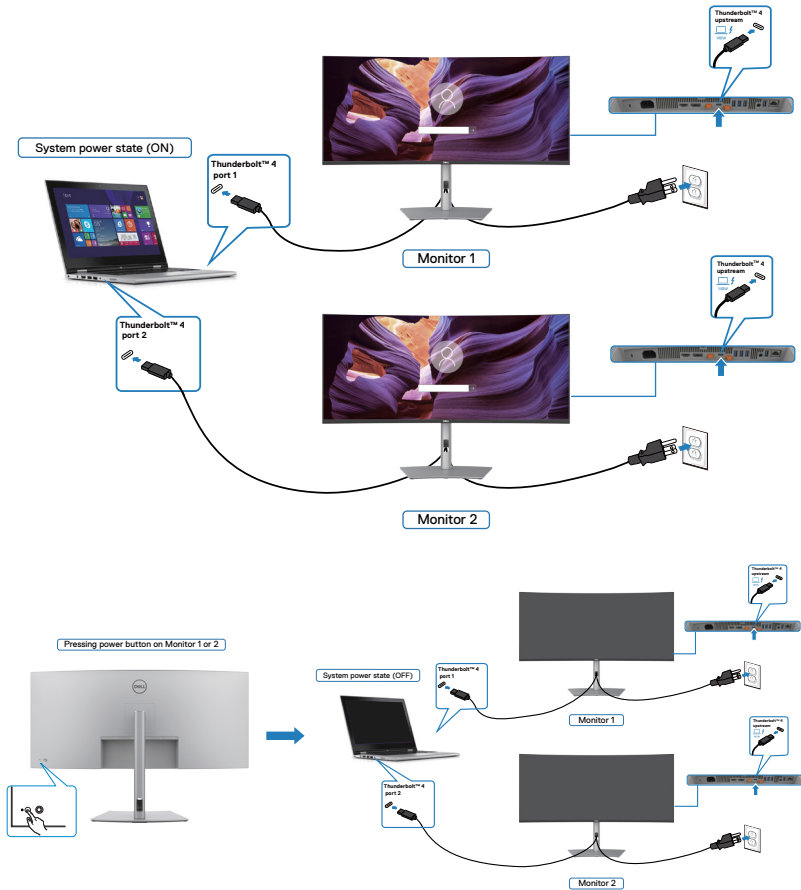 Thunderbolt™ 4
upstream
140W
System power state (ON)
Thunderbolt™ 4
port 1
Monitor 1
Thunderbolt™ 4
upstream
140W
Thunderbolt™ 4
port 2
Monitor 2
Pressing power button on Monitor 1 or 2
DELL
System power state (OFF)
Thunderbolt™ 4
port 1
Thunderbolt™ 4
upstream
Monitor 1
Thunderbolt™ 4
upstream
Thunderbolt™ 4
port 2
Monitor 2